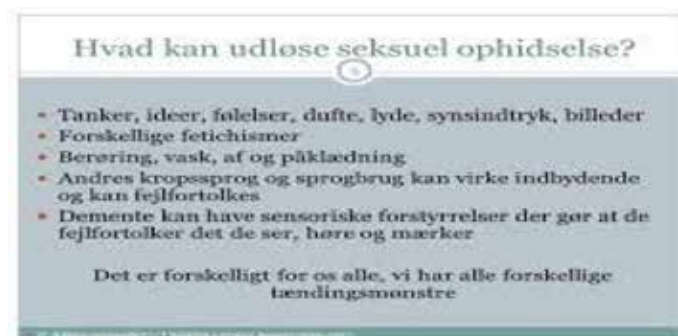 Hvad kan udløse seksuel ophidselse?
• Tanker, ideer, følelser, dufte, lyde, synsindtryk, billeder
• Forskellige fetichismer
• Berøring, vask, af og påklædning
• Andres kropssprog og sprogbrug kan virke indbydende
og kan fejlfortolkes
• Demente kan have sensoriske forstyrrelser der gør at de
fejlfortolker det de ser, høre og mærker
Det er forskelligt for os alle, vi har alle forskellige
tændingsmønstre